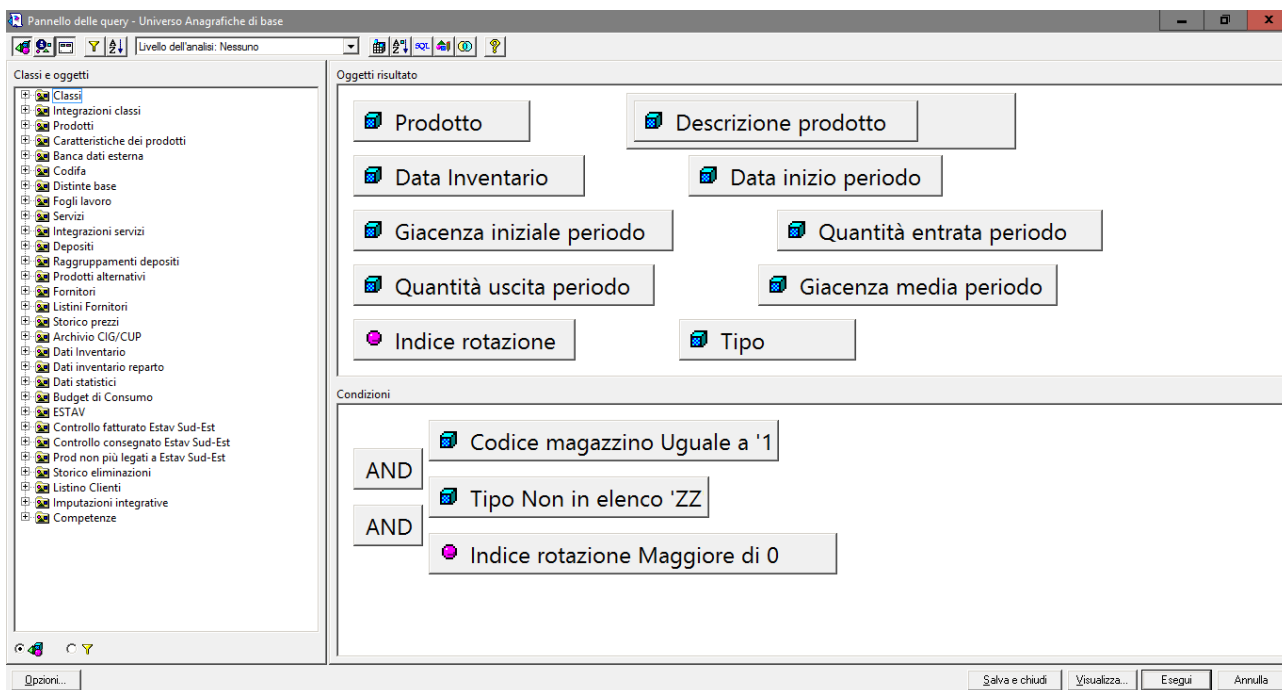 Pannello delle query - Universo Anagrafiche di base
Livello dell'analisi: Nessuno
SQL
Classi e oggetti
Classi
Integrazioni classi
Prodotti
Caratteristiche dei prodotti
Banca dati esterna
Codifa
Distinte base
Fogli lavoro
Servizi
Integrazioni servizi
Depositi
Raggruppamenti depositi
Prodotti alternativi
Fornitori
Listini Fornitori
Storico prezzi
Archivio CIG/CUP
Dati Inventario
Dati inventario reparto
Dati statistici
Budget di Consumo
ESTAV
Controllo fatturato Estav Sud-Est
Controllo consegnato Estav Sud-Est
Prod non più legati a Estav Sud-Est
Storico eliminazioni
Listino Clienti
Imputazioni integrative
Competenze
Oggetti risultato
Prodotto Descrizione prodotto
Data Inventario Data inizio periodo
Giacenza iniziale periodo Quantità entrata periodo
Quantità uscita periodo Giacenza media periodo
Indice rotazione Tipo
Condizioni
Codice magazzino Uguale a '1
AND
Tipo Non in elenco 'ZZ
AND
Indice rotazione Maggiore di 0
Opzioni... Salva e chiudi Visualizza... Esegui Annulla